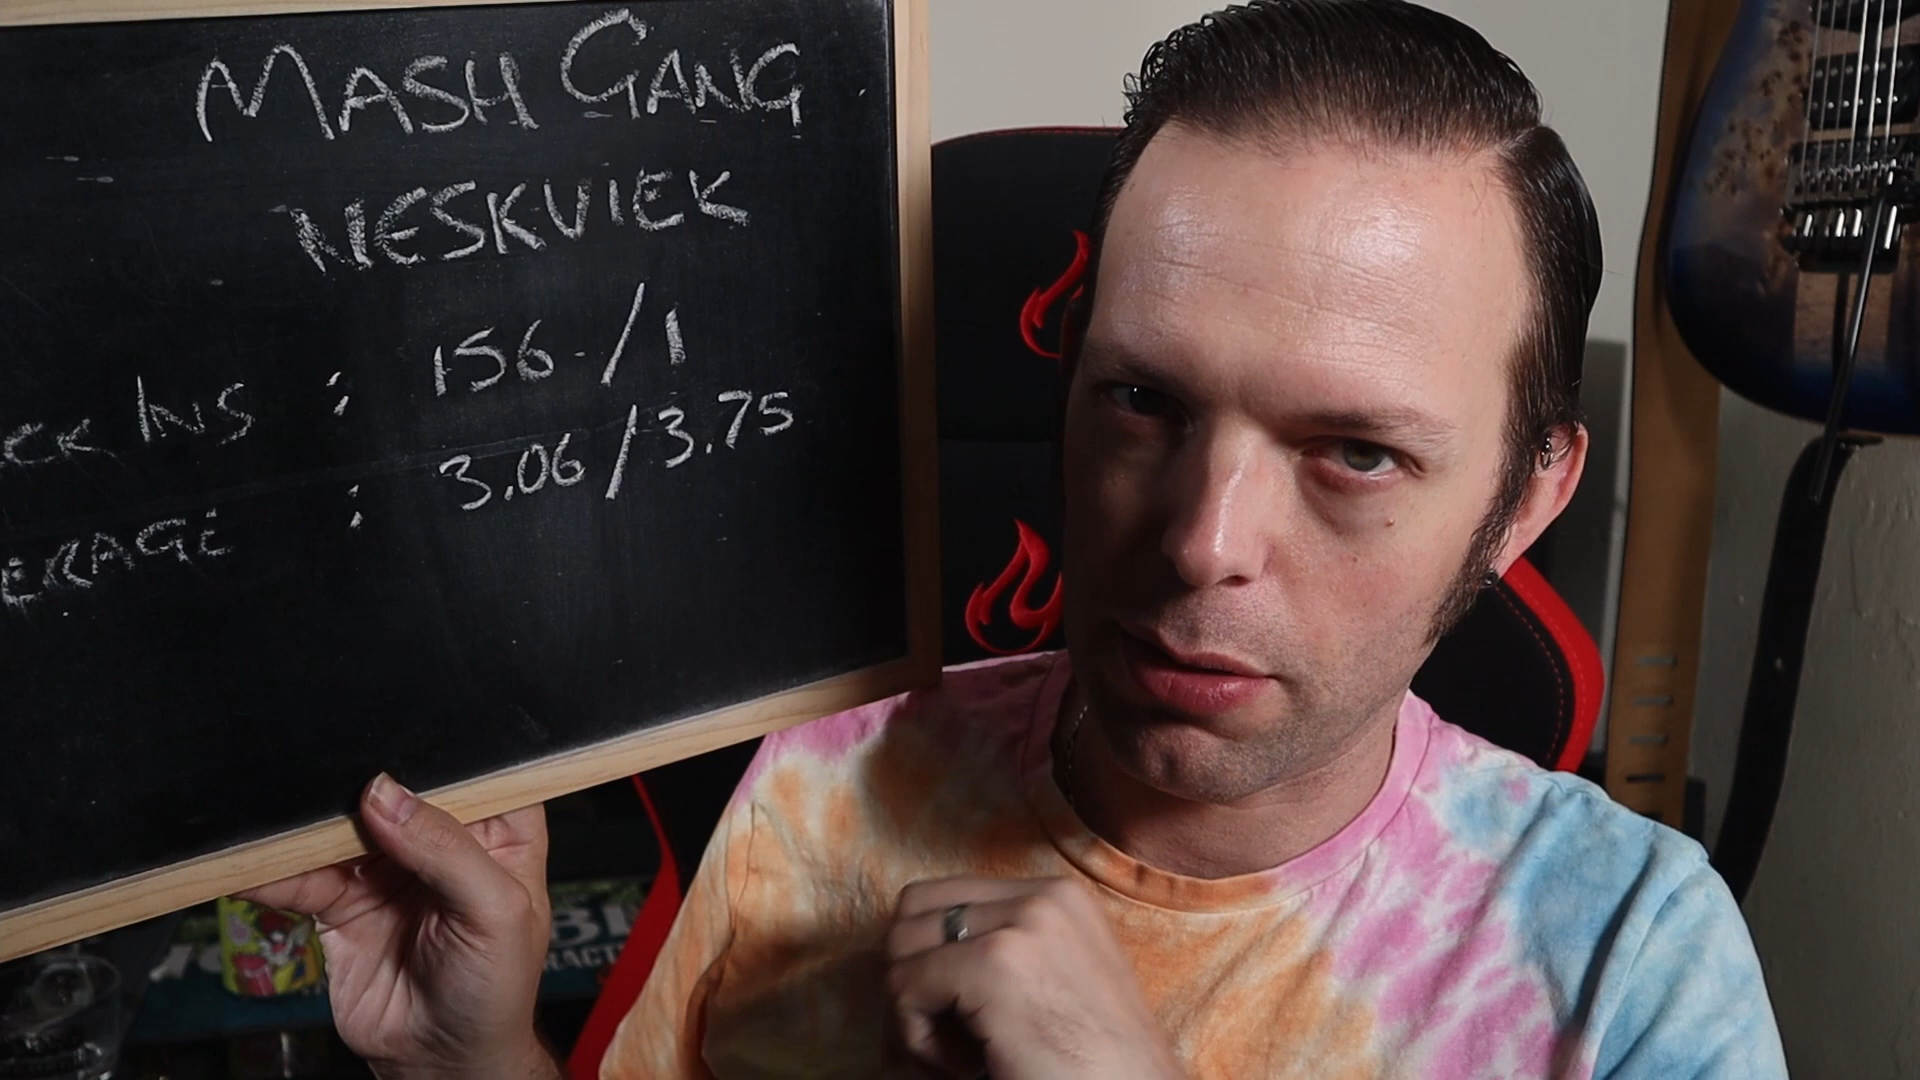 MASH GANG
NESKVIEK
CK INS : 156 / 1
ERAGE : 3.06 / 3.75